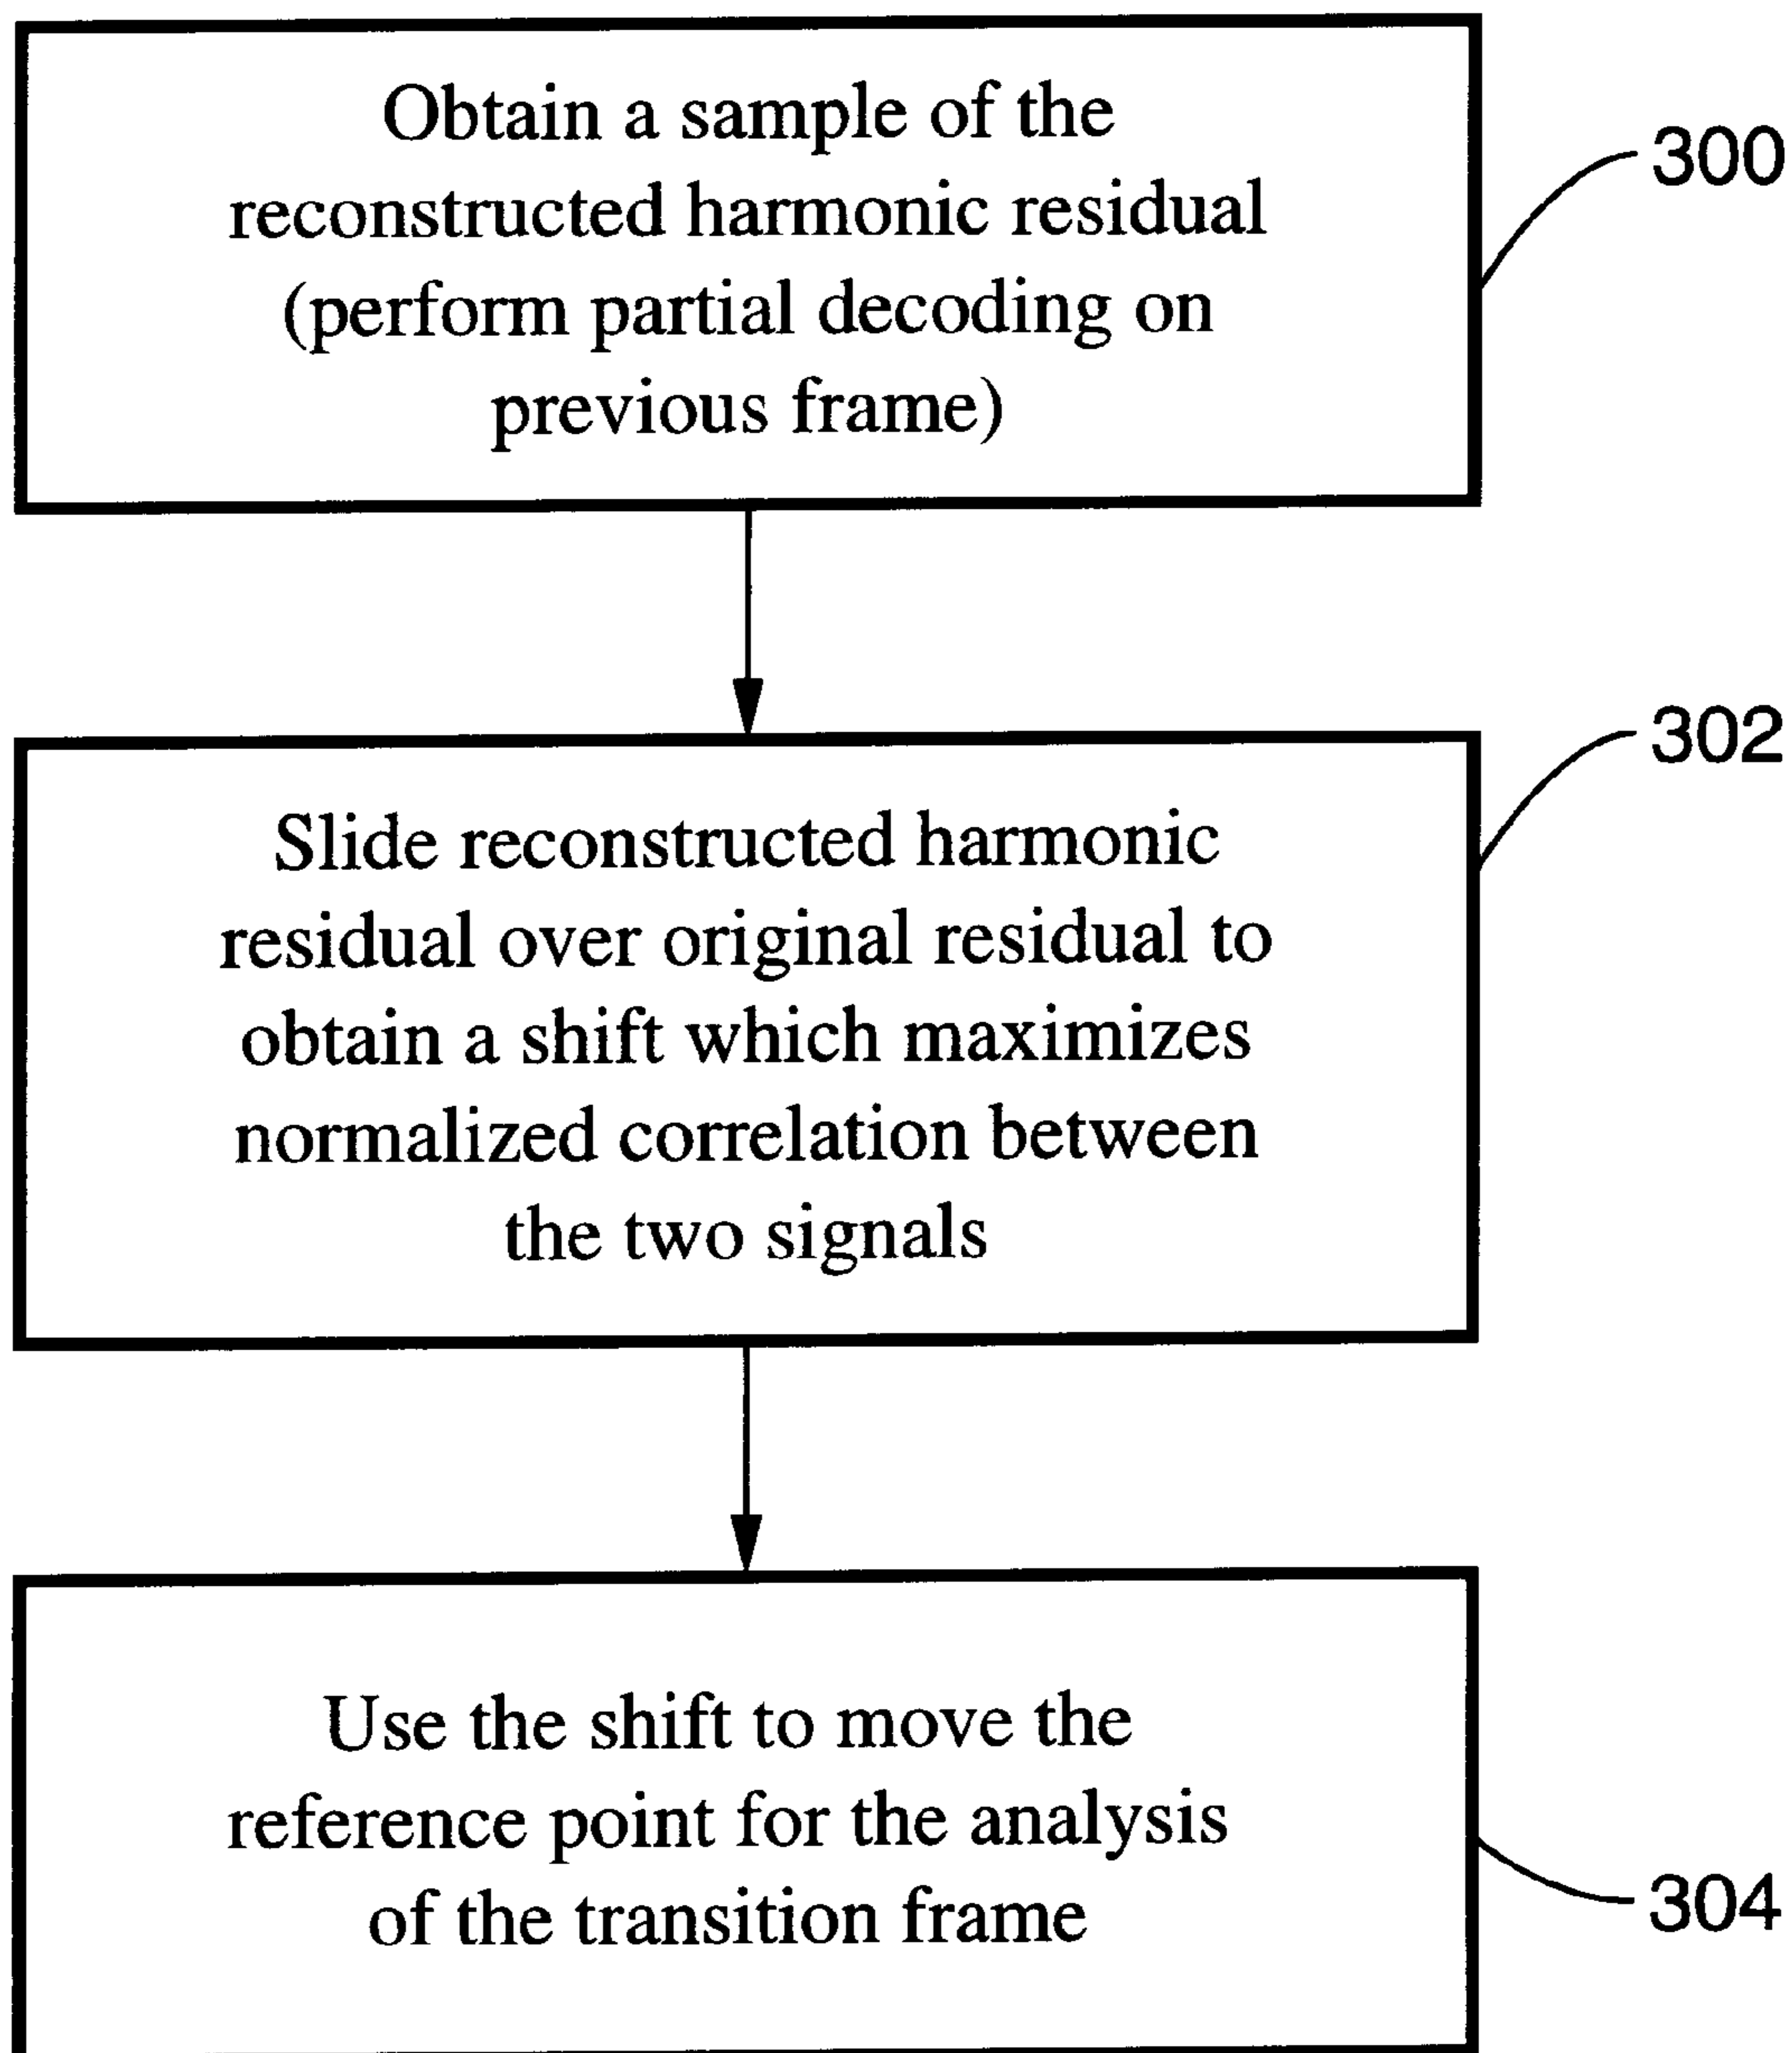 Obtain a sample of the
reconstructed harmonic residual
(perform partial decoding on
previous frame)
300
Slide reconstructed harmonic
residual over original residual to
obtain a shift which maximizes
normalized correlation between
the two signals
302
Use the shift to move the
reference point for the analysis
of the transition frame
304